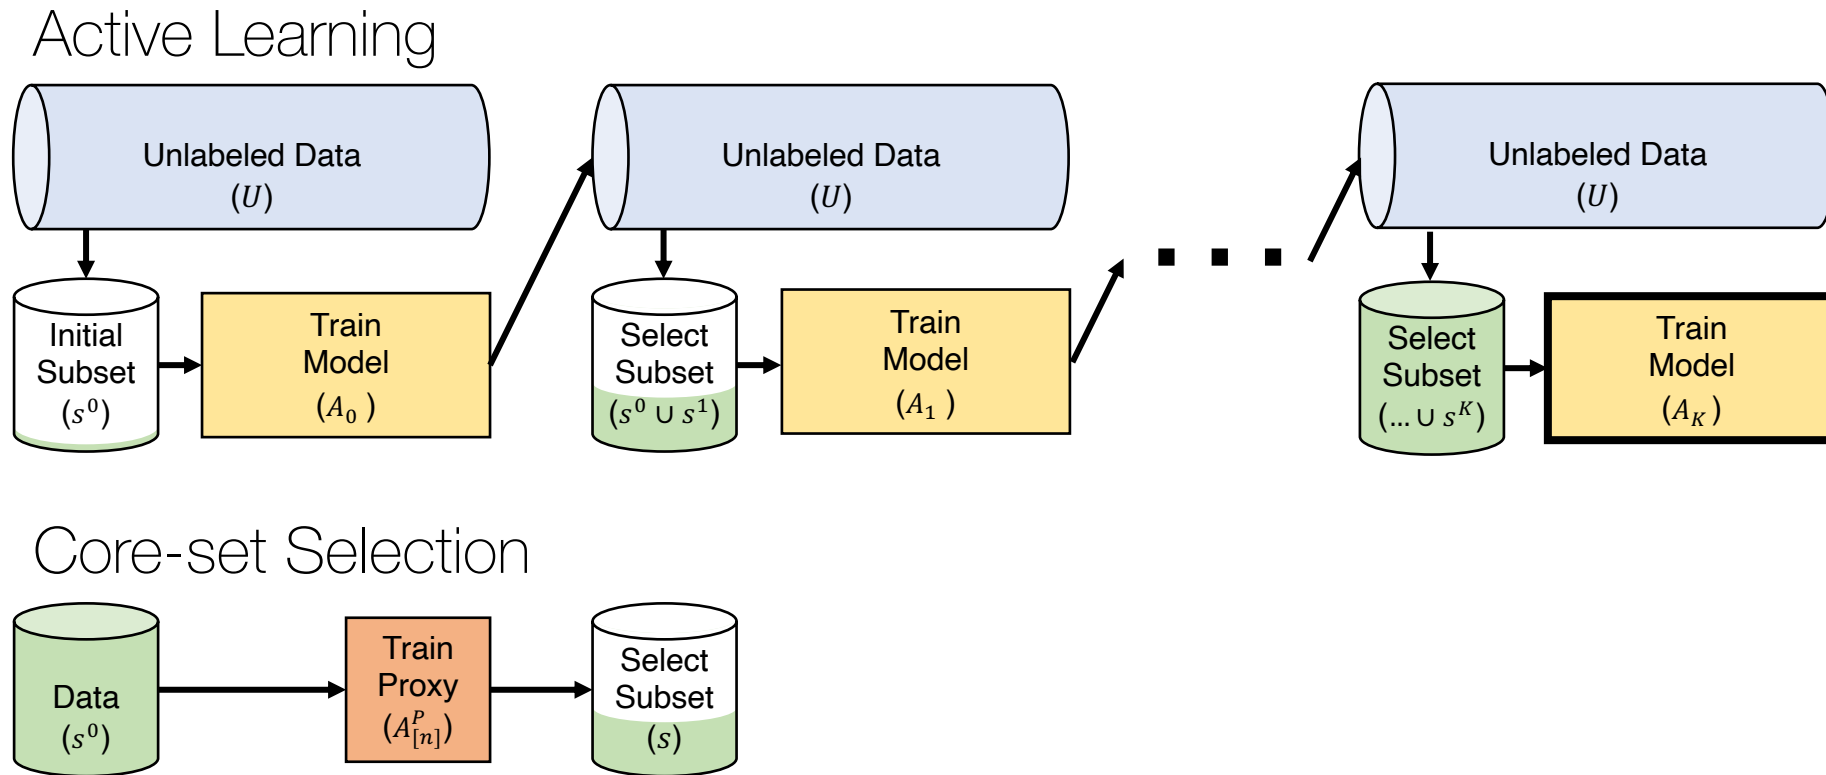 Active Learning
Unlabeled Data
(U)
Unlabeled Data
(U)
Unlabeled Data
(U)
Initial
Subset
(s⁰)
Train
Model
(A₀ )
Select
Subset
(s⁰ ∪ s¹)
Train
Model
(A₁ )
Select
Subset
(... ∪ sᴷ)
Train
Model
(A_K )
Core-set Selection
Data
(s⁰)
Train
Proxy
(A^P_[n])
Select
Subset
(s)